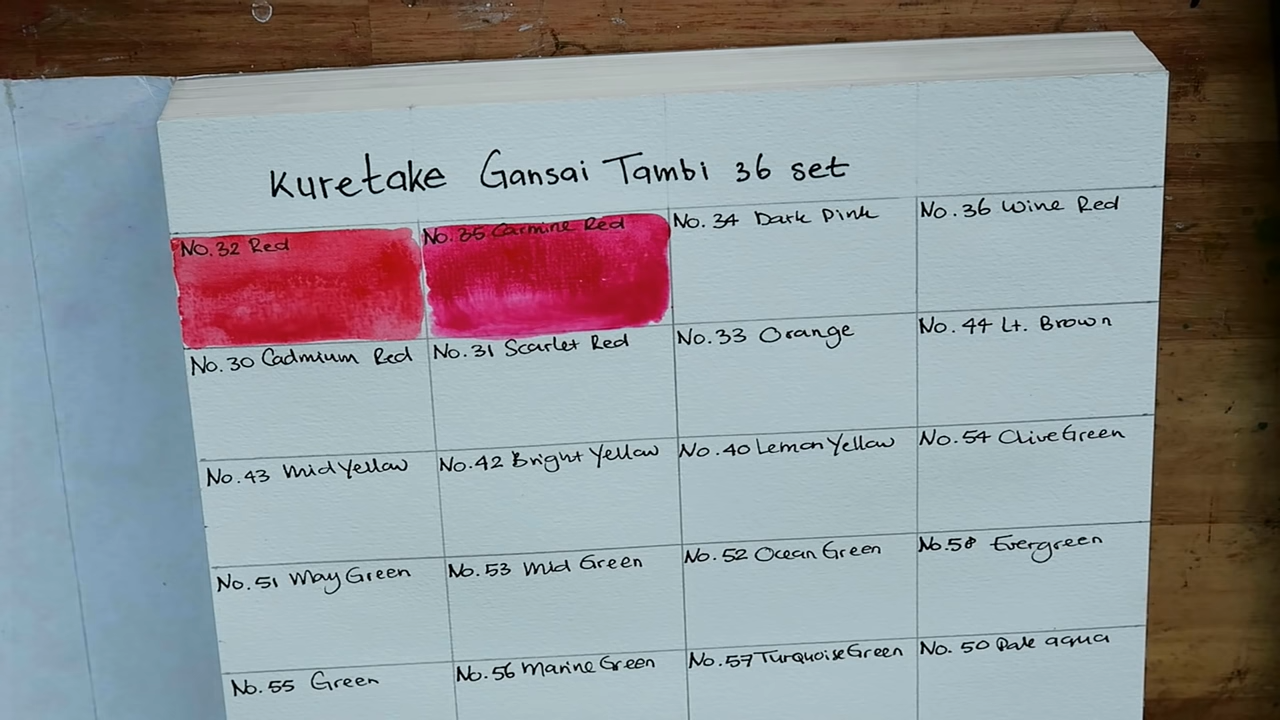 Kuretake Gansai Tambi 36 set
No.32 Red
No.35 Carmine Red
No.34 Dark Pink
No.36 Wine Red
No.30 Cadmium Red
No.31 Scarlet Red
No.33 Orange
No.44 Lt. Brown
No.43 Mid Yellow
No.42 Bright Yellow
No.40 Lemon Yellow
No.54 Olive Green
No.51 May Green
No.53 Mid Green
No.52 Ocean Green
No.58 Evergreen
No.55 Green
No.56 Marine Green
No.57 Turquoise Green
No. 50 Pale aqua